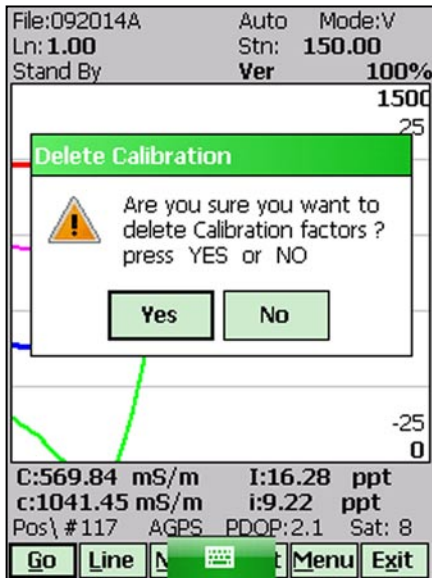 File:092014A Auto Mode:V
Ln: 1.00 Stn: 150.00
Stand By Ver 100%
1500
25
Delete Calibration
Are you sure you want to
delete Calibration factors ?
press YES or NO
Yes No
-25
0
C:569.84 mS/m I:16.28 ppt
c:1041.45 mS/m i:9.22 ppt
Pos\ #117 AGPS PDOP:2.1 Sat: 8
Go Line Menu Exit